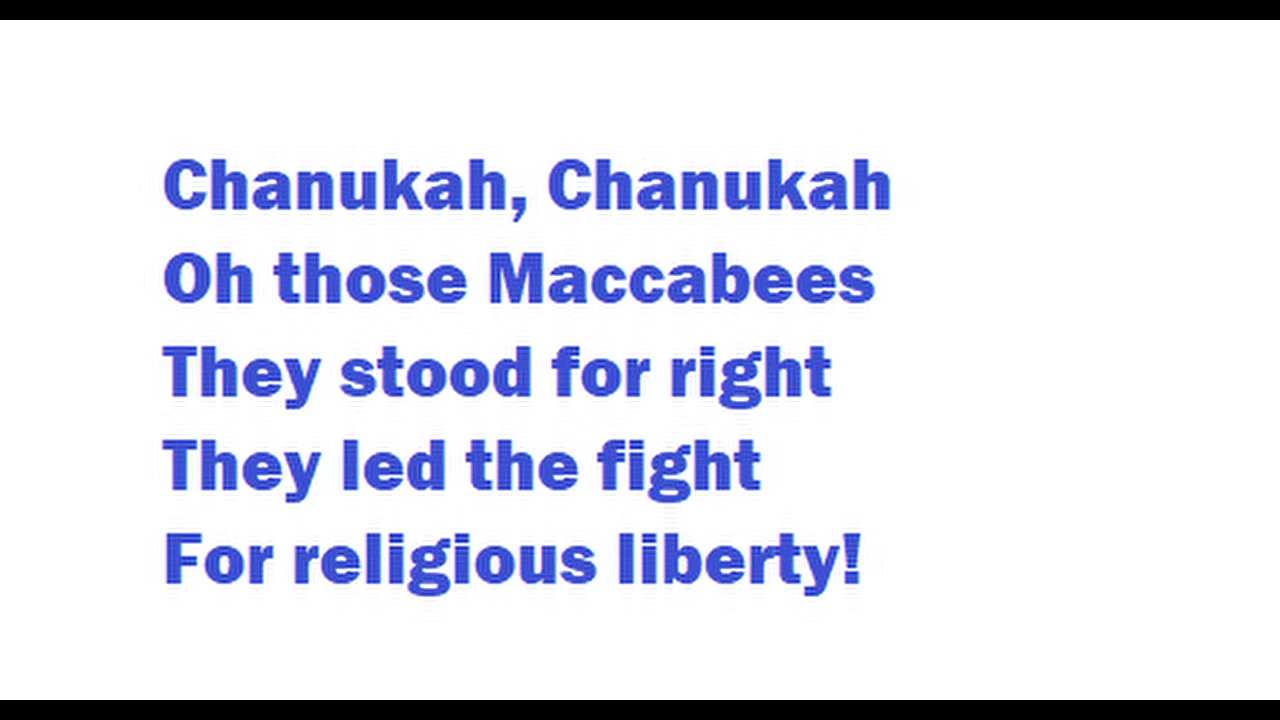 Chanukah, Chanukah
Oh those Maccabees
They stood for right
They led the fight
For religious liberty!